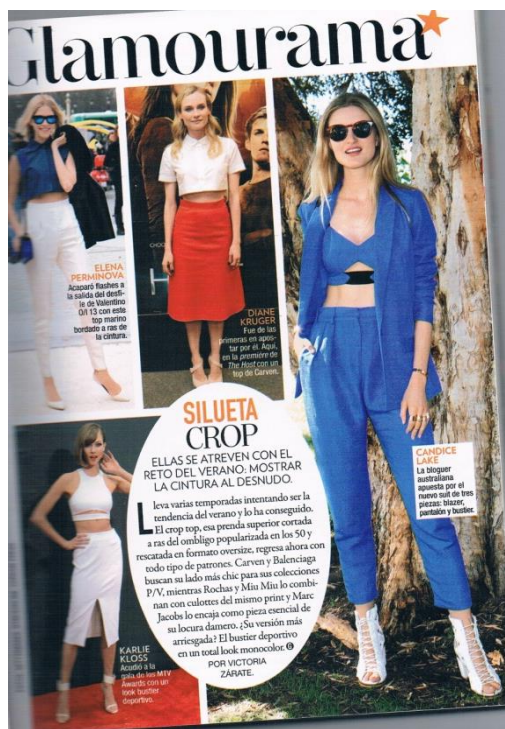 Glamourama
ELENA
PERMINOVA
Acaparó flashes a
la salida del desfi-
le de Valentino
O/I 13 con este
top marino
bordado a ras de
la cintura.
DIANE
KRUGER
Fue de las
primeras en apos-
tar por él. Aquí,
en la première de
The Host con un
top de Carven.
SILUETA
CROP
ELLAS SE ATREVEN CON EL
RETO DEL VERANO: MOSTRAR
LA CINTURA AL DESNUDO.
Lleva varias temporadas intentando ser la
tendencia del verano y lo ha conseguido.
El crop top, esa prenda superior cortada
a ras del ombligo popularizada en los 50 y
rescatada en formato oversize, regresa ahora con
todo tipo de patrones. Carven y Balenciaga
buscan su lado más chic para sus colecciones
P/V, mientras Rochas y Miu Miu lo combi-
nan con culottes del mismo print y Marc
Jacobs lo encaja como pieza esencial de
su locura damero. ¿Su versión más
arriesgada? El bustier deportivo
en un total look monocolor. G
POR VICTORIA
ZÁRATE.
CANDICE
LAKE
La bloguer
australiana
apuesta por el
nuevo suit de tres
piezas: blazer,
pantalón y bustier.
KARLIE
KLOSS
Acudió a la
gala de los MTV
Awards con un
look bustier
deportivo.